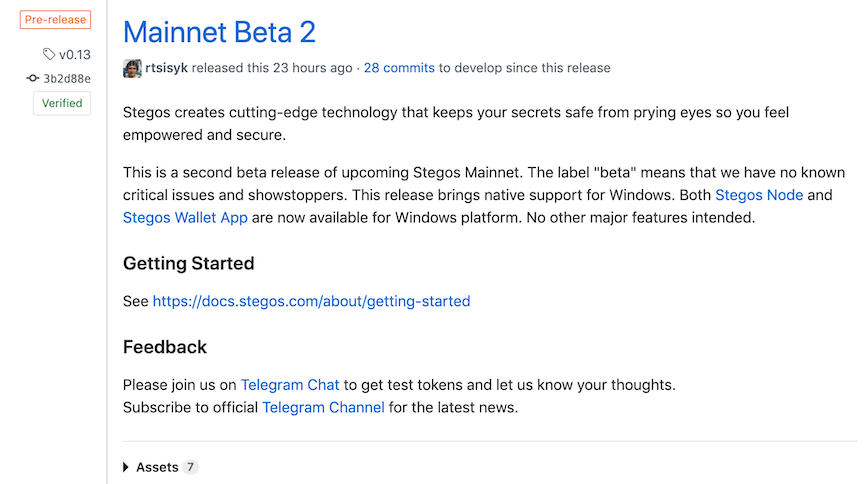 Pre-release
v0.13
3b2d88e
Verified
Mainnet Beta 2
rtsisyk released this 23 hours ago · 28 commits to develop since this release
Stegos creates cutting-edge technology that keeps your secrets safe from prying eyes so you feel
empowered and secure.
This is a second beta release of upcoming Stegos Mainnet. The label "beta" means that we have no known
critical issues and showstoppers. This release brings native support for Windows. Both Stegos Node and
Stegos Wallet App are now available for Windows platform. No other major features intended.
Getting Started
See https://docs.stegos.com/about/getting-started
Feedback
Please join us on Telegram Chat to get test tokens and let us know your thoughts.
Subscribe to official Telegram Channel for the latest news.
Assets 7